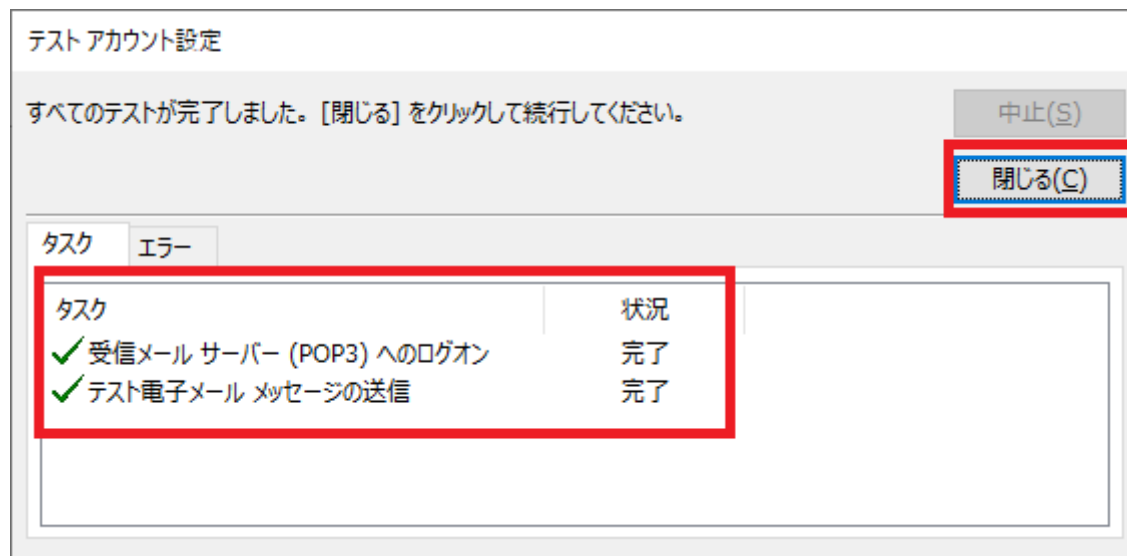 テスト アカウント設定
すべてのテストが完了しました。[閉じる] をクリックして続行してください。
中止(S)
閉じる(C)
タスク エラー
タスク 状況
受信メール サーバー (POP3) へのログオン 完了
テスト電子メール メッセージの送信 完了